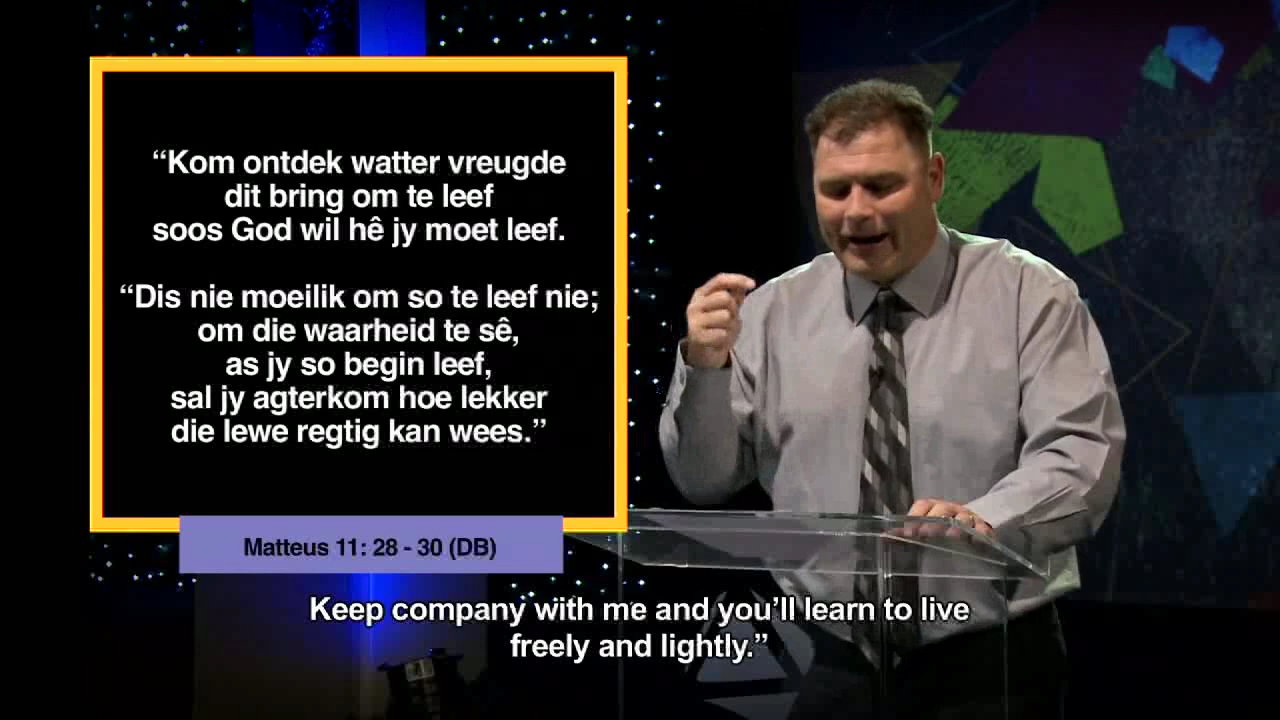 “Kom ontdek watter vreugde
dit bring om te leef
soos God wil hê jy moet leef.
“Dis nie moeilik om so te leef nie;
om die waarheid te sê,
as jy so begin leef,
sal jy agterkom hoe lekker
die lewe regtig kan wees.”
Matteus 11: 28 - 30 (DB)
Keep company with me and you’ll learn to live
freely and lightly.”